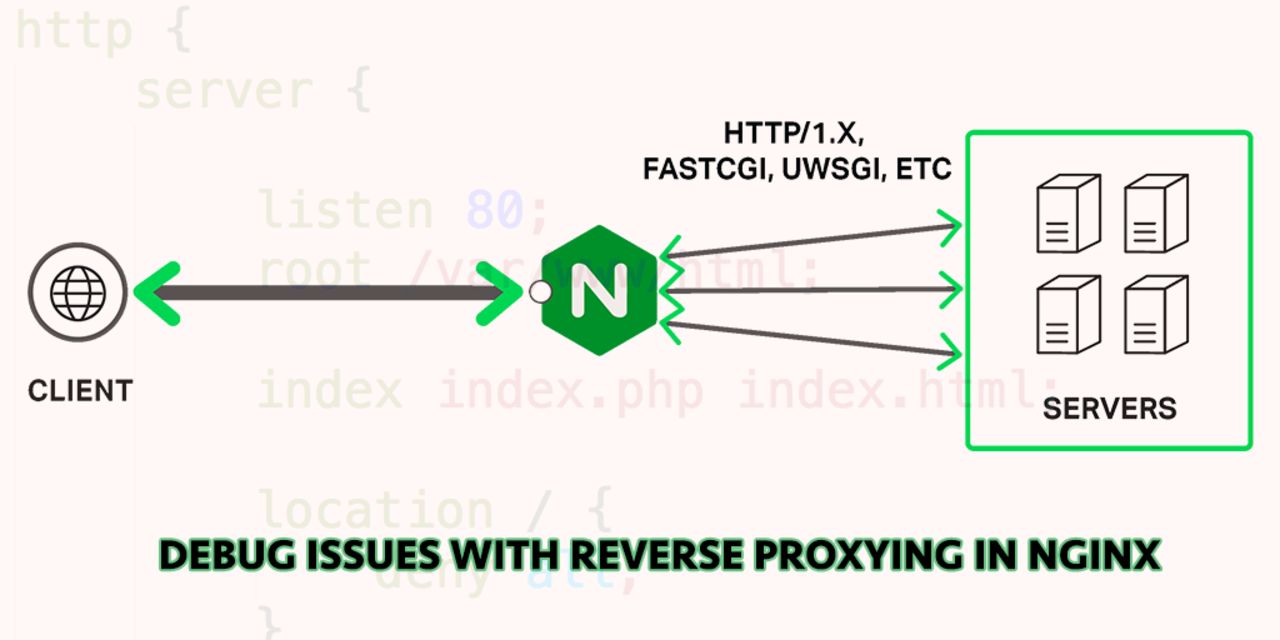 http {
server {
listen 80;
root /var/www/html;
index index.php index.html;
location / {
deny all;
}
HTTP/1.X,
FASTCGI, UWSGI, ETC
N
CLIENT
SERVERS
DEBUG ISSUES WITH REVERSE PROXYING IN NGINX